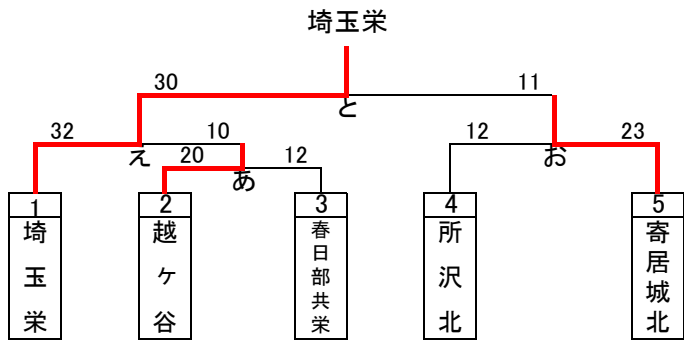 埼玉栄
30 11
と
32 10 12 23
え お
20 12
あ
1 2 3 4 5
埼玉栄
越ヶ谷
春日部共栄
所沢北
寄居城北